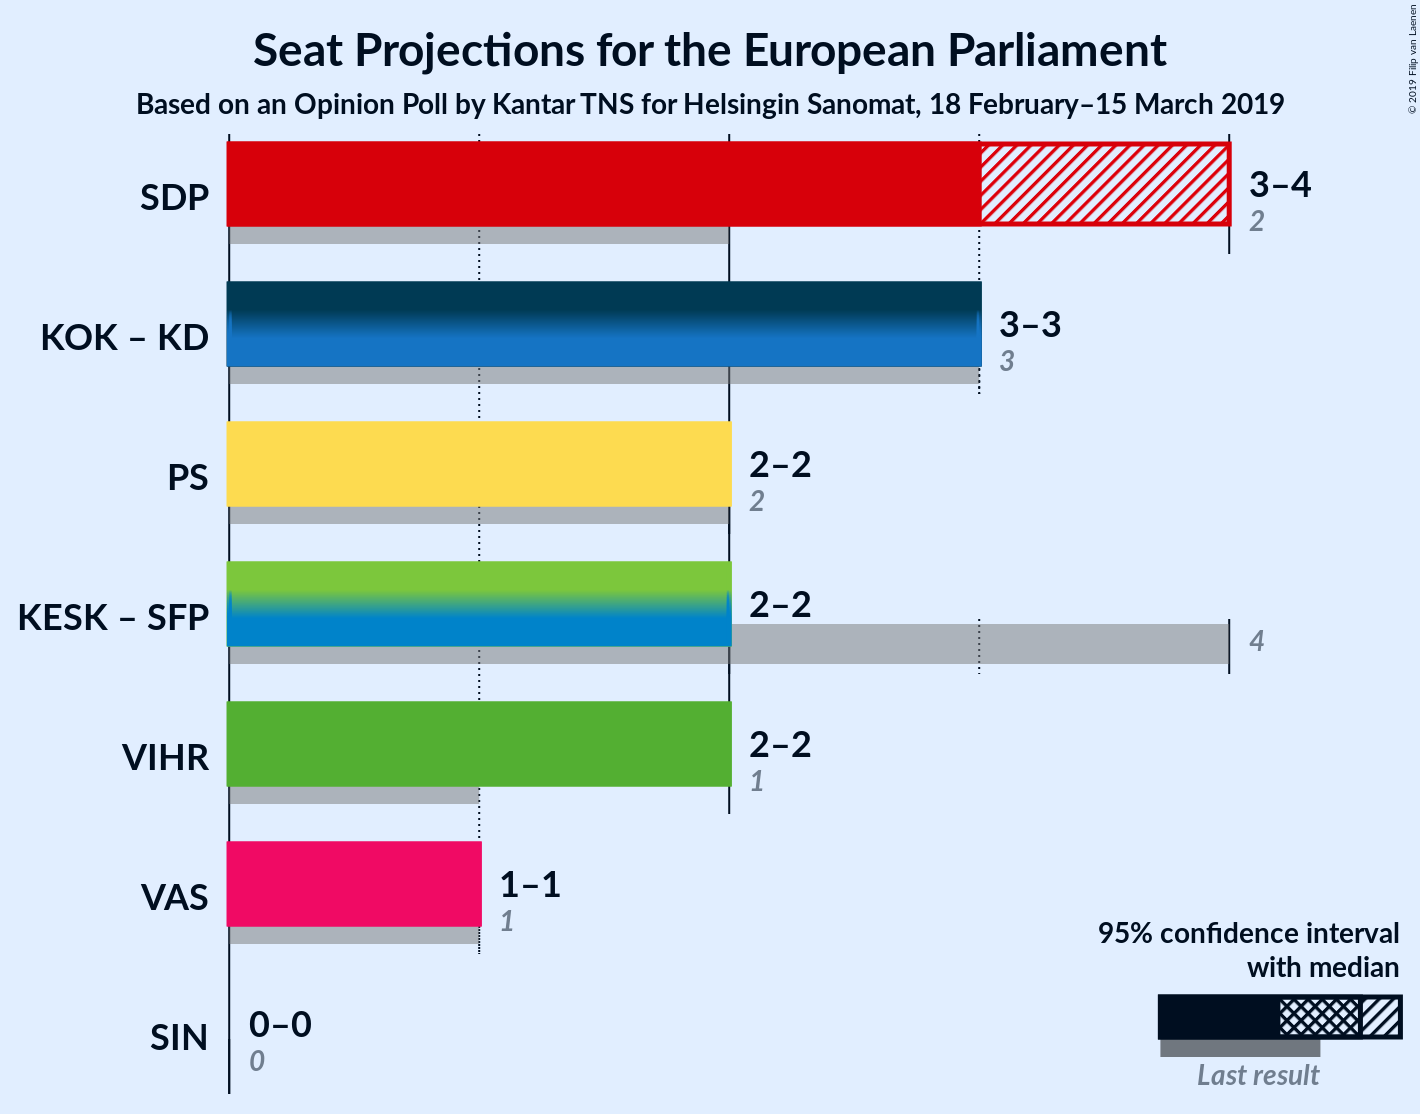 Seat Projections for the European Parliament
Based on an Opinion Poll by Kantar TNS for Helsingin Sanomat, 18 February–15 March 2019
© 2019 Filip van Laenen
SDP
3–4
2
KOK – KD
3–3
3
PS
2–2
2
KESK – SFP
2–2
4
VIHR
2–2
1
VAS
1–1
1
SIN
0–0
0
95% confidence interval
with median
Last result